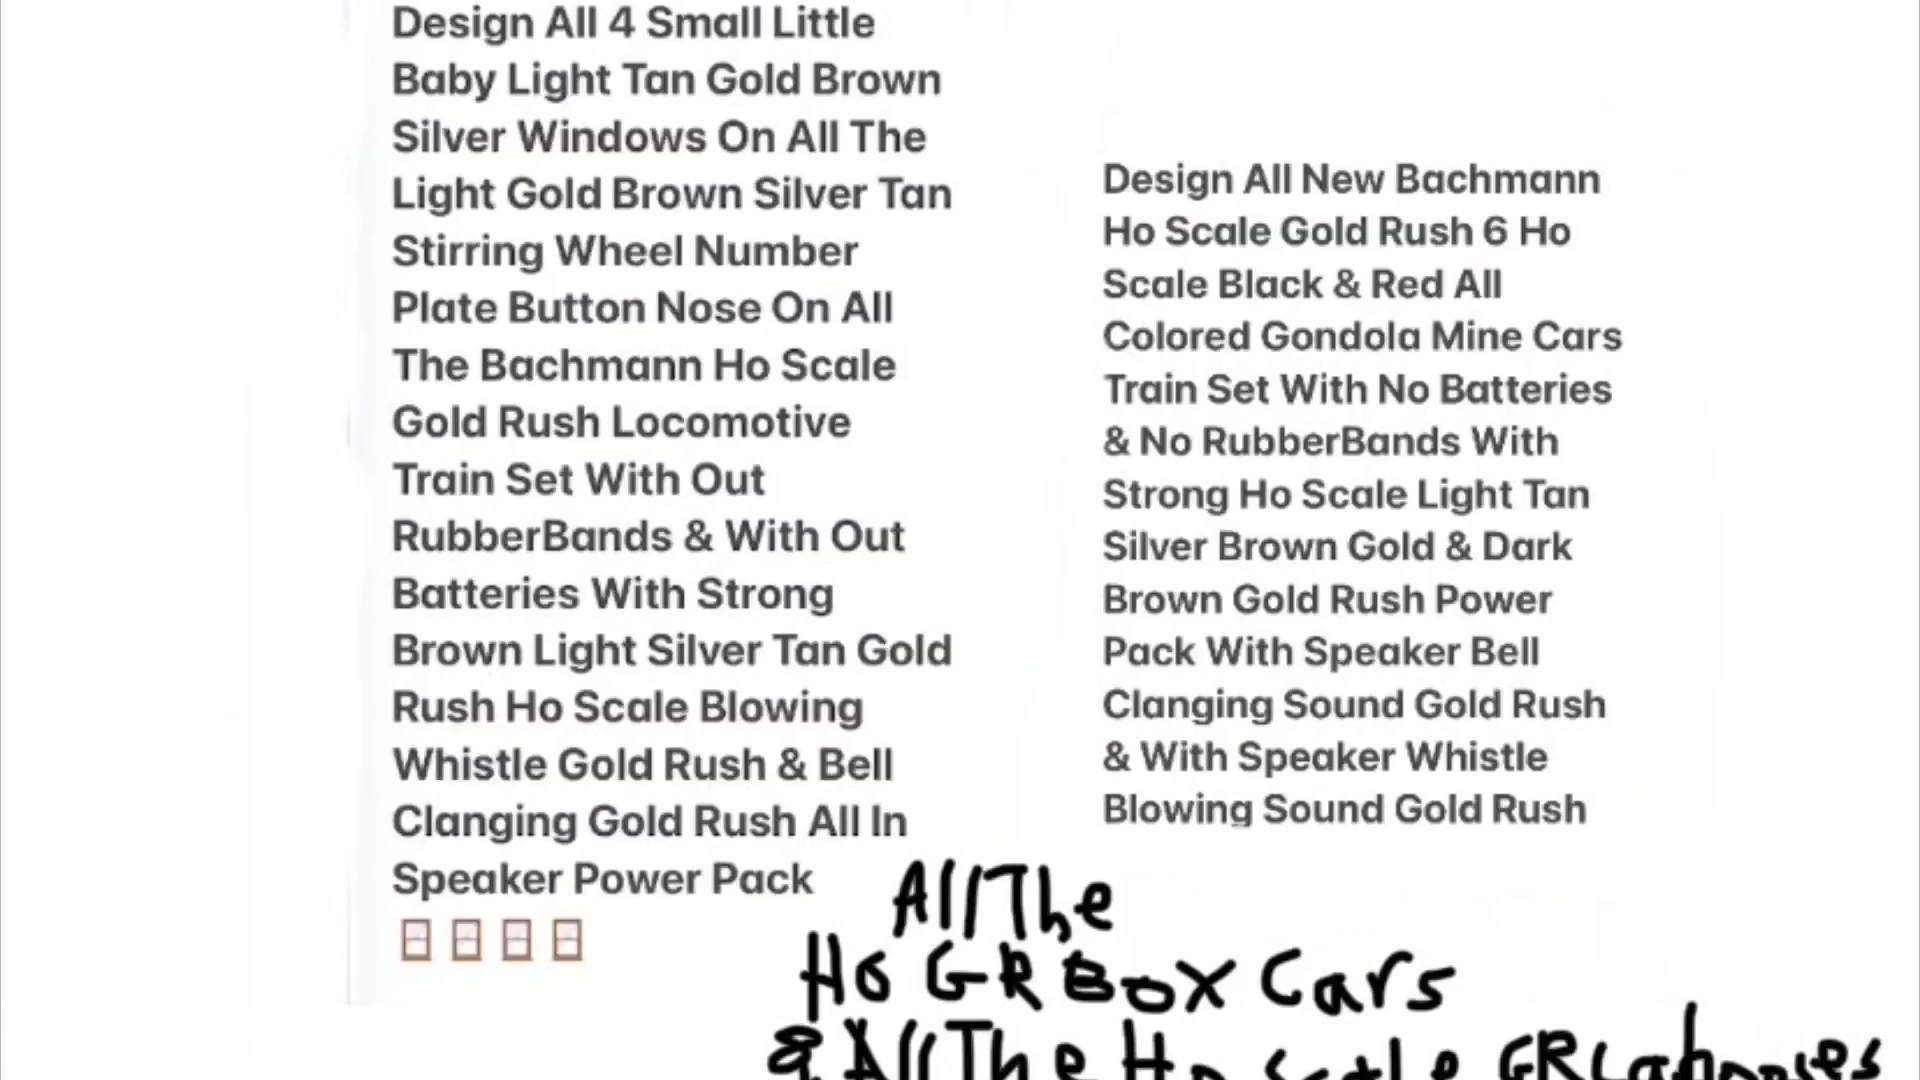 Design All 4 Small Little
Baby Light Tan Gold Brown
Silver Windows On All The
Light Gold Brown Silver Tan
Stirring Wheel Number
Plate Button Nose On All
The Bachmann Ho Scale
Gold Rush Locomotive
Train Set With Out
RubberBands & With Out
Batteries With Strong
Brown Light Silver Tan Gold
Rush Ho Scale Blowing
Whistle Gold Rush & Bell
Clanging Gold Rush All In
Speaker Power Pack
🪟 🪟 🪟 🪟
Design All New Bachmann
Ho Scale Gold Rush 6 Ho
Scale Black & Red All
Colored Gondola Mine Cars
Train Set With No Batteries
& No RubberBands With
Strong Ho Scale Light Tan
Silver Brown Gold & Dark
Brown Gold Rush Power
Pack With Speaker Bell
Clanging Sound Gold Rush
& With Speaker Whistle
Blowing Sound Gold Rush
All The
Ho GR Box Cars
& All The Ho Scale GR